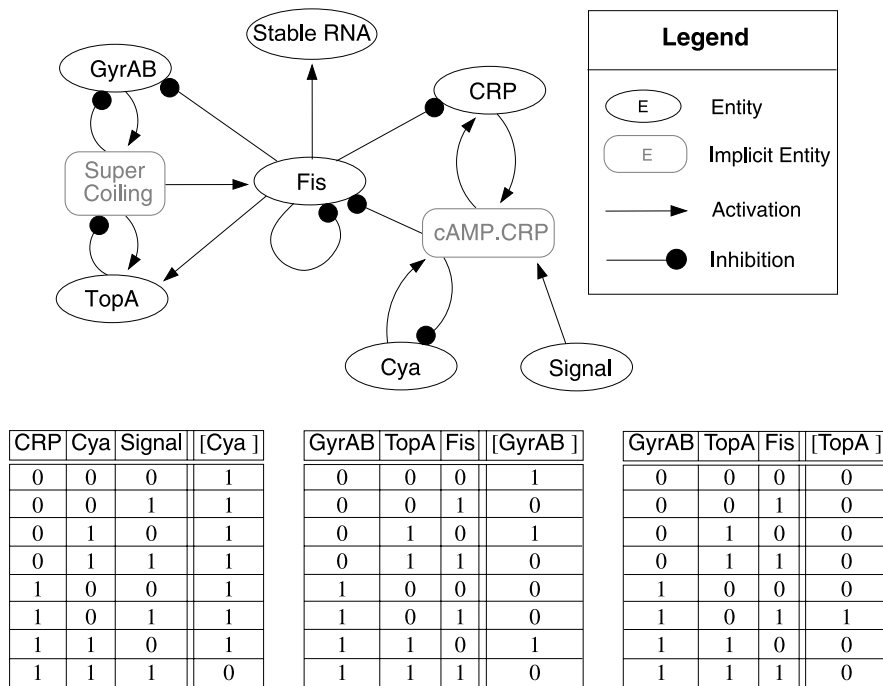 Stable RNA
GyrAB
CRP
Super
Coiling
Fis
cAMP.CRP
TopA
Cya
Signal
Legend
E Entity
E Implicit Entity
Activation
Inhibition
CRP Cya Signal [Cya ]
0 0 0 1
0 0 1 1
0 1 0 1
0 1 1 1
1 0 0 1
1 0 1 1
1 1 0 1
1 1 1 0
GyrAB TopA Fis [GyrAB ]
0 0 0 1
0 0 1 0
0 1 0 1
0 1 1 0
1 0 0 0
1 0 1 0
1 1 0 1
1 1 1 0
GyrAB TopA Fis [TopA ]
0 0 0 0
0 0 1 0
0 1 0 0
0 1 1 0
1 0 0 0
1 0 1 1
1 1 0 0
1 1 1 0